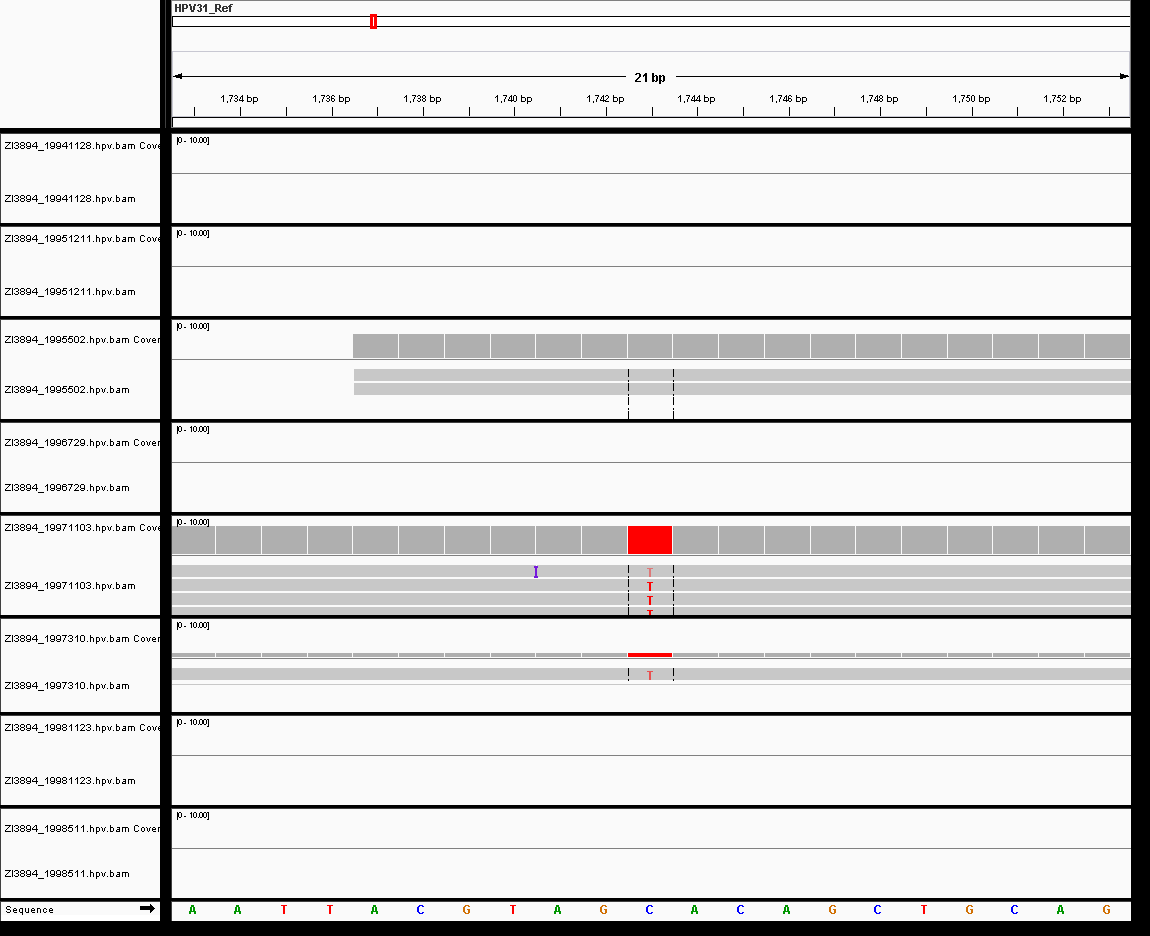 HPV31_Ref
21 bp
1,734 bp 1,736 bp 1,738 bp 1,740 bp 1,742 bp 1,744 bp 1,746 bp 1,748 bp 1,750 bp 1,752 bp
[0 - 10.00]
ZI3894_19941128.hpv.bam Cove
ZI3894_19941128.hpv.bam
[0 - 10.00]
ZI3894_19951211.hpv.bam Cove
ZI3894_19951211.hpv.bam
[0 - 10.00]
ZI3894_1995502.hpv.bam Cover
ZI3894_1995502.hpv.bam
[0 - 10.00]
ZI3894_1996729.hpv.bam Cover
ZI3894_1996729.hpv.bam
[0 - 10.00]
ZI3894_19971103.hpv.bam Cove
I T
ZI3894_19971103.hpv.bam T
T
T
[0 - 10.00]
ZI3894_1997310.hpv.bam Cover
T
ZI3894_1997310.hpv.bam
[0 - 10.00]
ZI3894_19981123.hpv.bam Cove
ZI3894_19981123.hpv.bam
[0 - 10.00]
ZI3894_1998511.hpv.bam Cover
ZI3894_1998511.hpv.bam
Sequence A A T T A C G T A G C A C A G C T G C A G